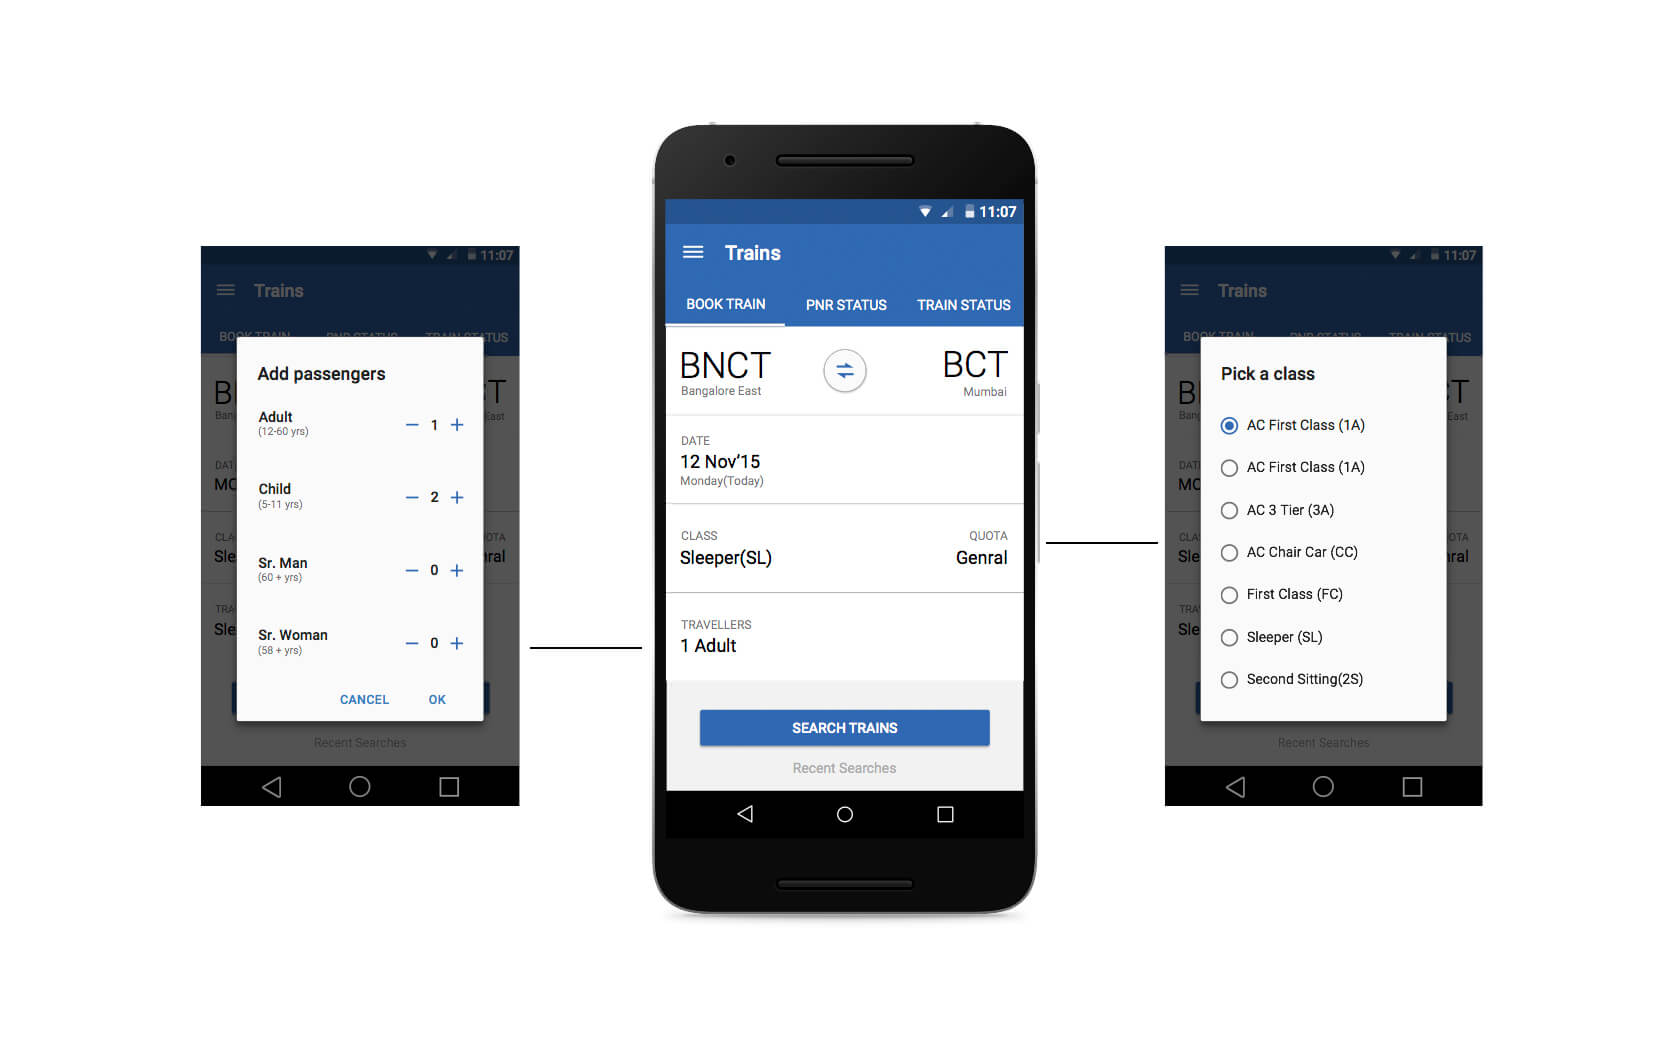 11:07
Trains
BOOK TRAIN PNR STATUS TRAIN STATUS
Add passengers
Adult
(12-60 yrs)
1
Child
(5-11 yrs)
2
Sr. Man
(60 + yrs)
0
Sr. Woman
(58 + yrs)
0
CANCEL OK
Recent Searches
11:07
Trains
BOOK TRAIN PNR STATUS TRAIN STATUS
BNCT BCT
Bangalore East Mumbai
DATE
12 Nov'15
Monday(Today)
CLASS QUOTA
Sleeper(SL) Genral
TRAVELLERS
1 Adult
SEARCH TRAINS
Recent Searches
11:07
Trains
BOOK TRAIN PNR STATUS TRAIN STATUS
Pick a class
AC First Class (1A)
AC First Class (1A)
AC 3 Tier (3A)
AC Chair Car (CC)
First Class (FC)
Sleeper (SL)
Second Sitting(2S)
Recent Searches